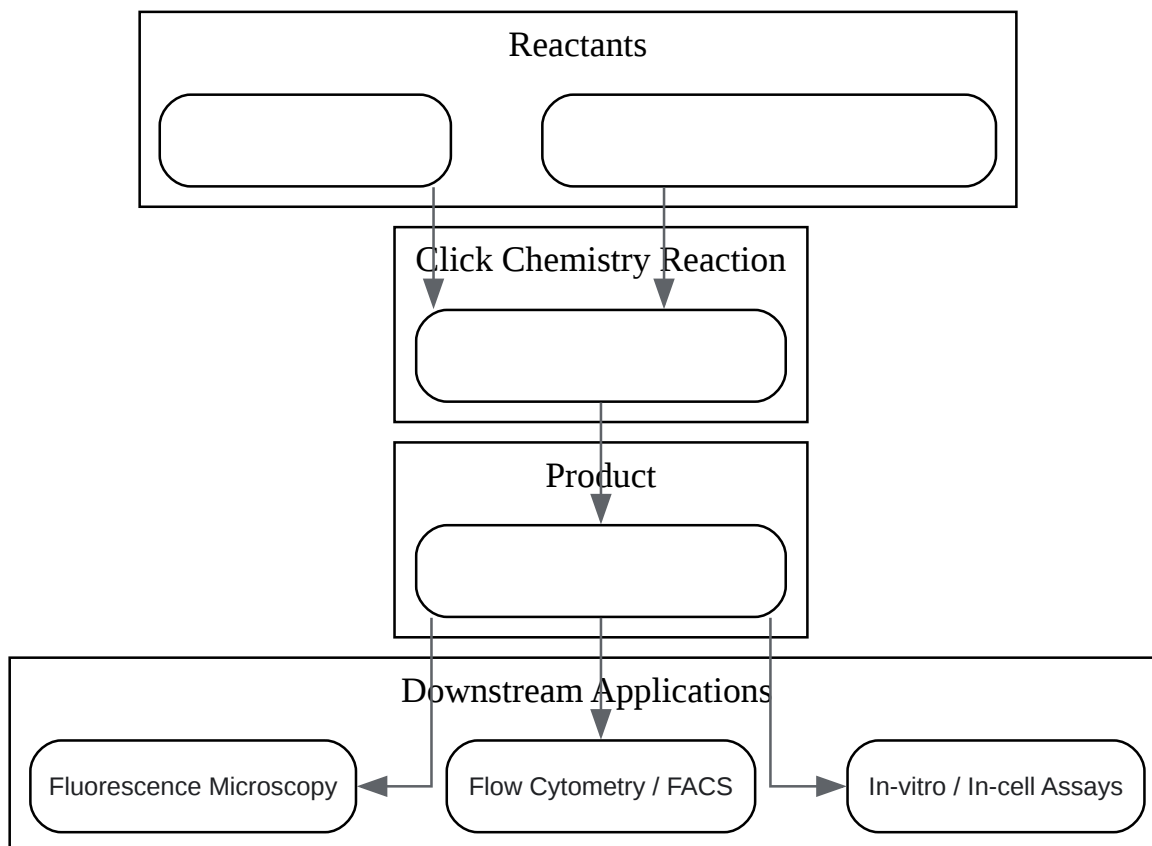 Reactants
Click Chemistry Reaction
Product
Downstream Applications
Fluorescence Microscopy
Flow Cytometry / FACS
In-vitro / In-cell Assays